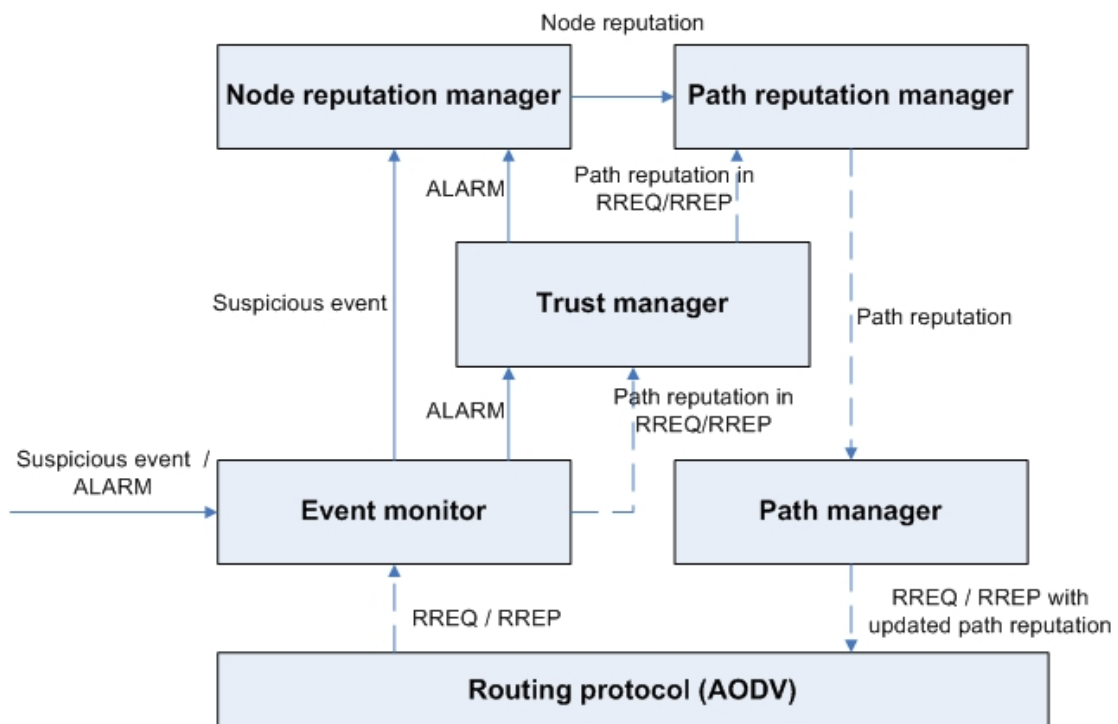 Node reputation
Node reputation manager
Path reputation manager
ALARM
Path reputation in
RREQ/RREP
Suspicious event
Trust manager
Path reputation
ALARM
Path reputation in
RREQ/RREP
Suspicious event /
ALARM
Event monitor
Path manager
RREQ / RREP
RREQ / RREP with
updated path reputation
Routing protocol (AODV)